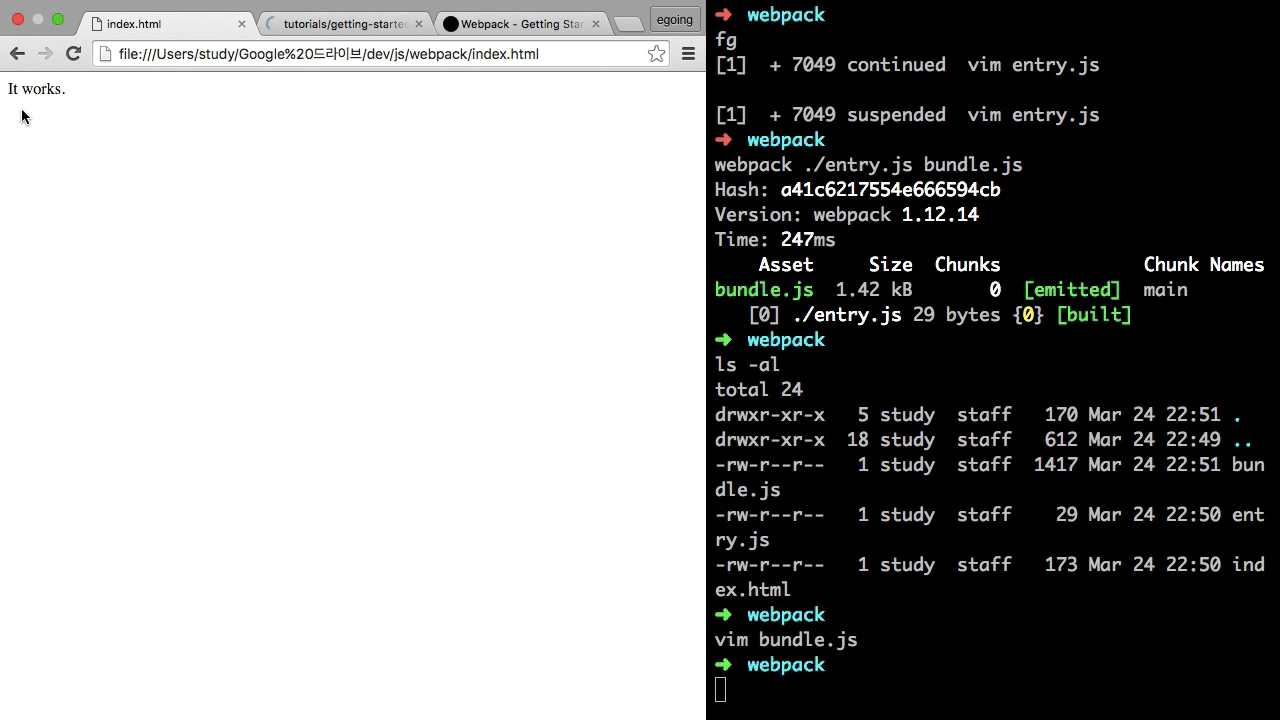 index.html
tutorials/getting-started
Webpack - Getting Star
egoing
file:///Users/study/Google%20드라이브/dev/js/webpack/index.html
It works.
➜ webpack
fg
[1]  + 7049 continued  vim entry.js
[1]  + 7049 suspended  vim entry.js
➜ webpack
webpack ./entry.js bundle.js
Hash: a41c6217554e666594cb
Version: webpack 1.12.14
Time: 247ms
Asset     Size  Chunks             Chunk Names
bundle.js  1.42 kB       0  [emitted]  main
[0] ./entry.js 29 bytes {0} [built]
➜ webpack
ls -al
total 24
drwxr-xr-x   5 study  staff   170 Mar 24 22:51 .
drwxr-xr-x  18 study  staff   612 Mar 24 22:49 ..
-rw-r--r--   1 study  staff  1417 Mar 24 22:51 bun
dle.js
-rw-r--r--   1 study  staff    29 Mar 24 22:50 ent
ry.js
-rw-r--r--   1 study  staff   173 Mar 24 22:50 ind
ex.html
➜ webpack
vim bundle.js
➜ webpack